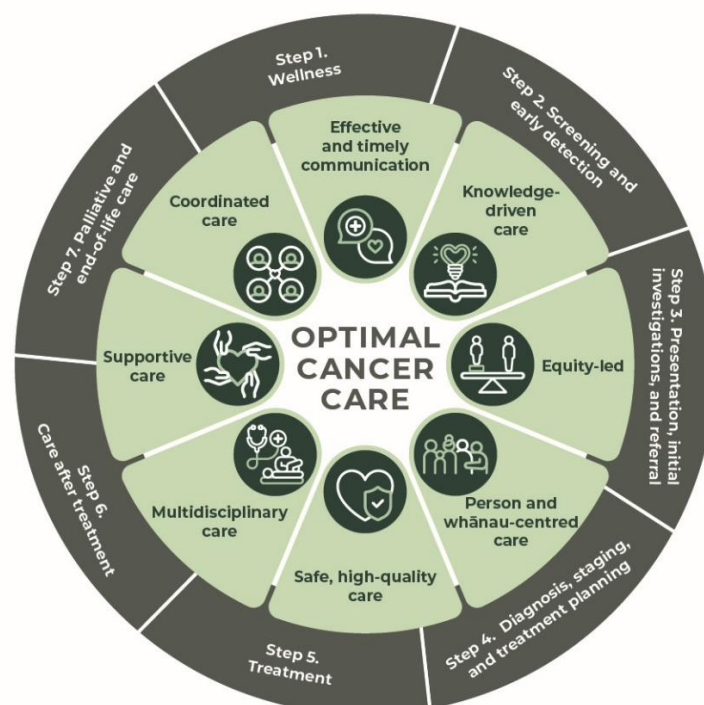 Step 1.
Wellness
Step 2. Screening and
early detection
Step 3. Presentation, initial
investigations, and referral
Step 4. Diagnosis, staging,
and treatment planning
Step 5.
Treatment
Step 6.
Care after treatment
Step 7. Palliative and
end-of-life care
Effective
and timely
communication
Knowledge-
driven
care
Equity-led
Person and
whānau-centred
care
Safe, high-quality
care
Multidisciplinary
care
Supportive
care
Coordinated
care
OPTIMAL
CANCER
CARE